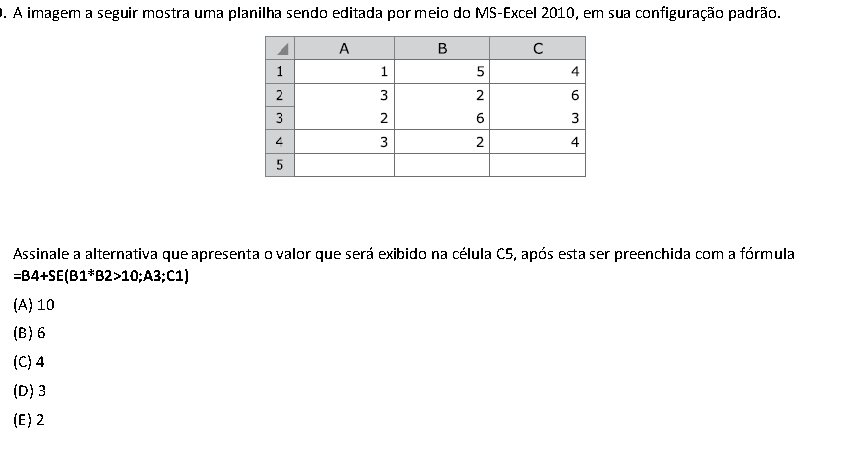 . A imagem a seguir mostra uma planilha sendo editada por meio do MS-Excel 2010, em sua configuração padrão.
A B C
1 1 5 4
2 3 2 6
3 2 6 3
4 3 2 4
5
Assinale a alternativa que apresenta o valor que será exibido na célula C5, após esta ser preenchida com a fórmula
=B4+SE(B1*B2>10;A3;C1)
(A) 10
(B) 6
(C) 4
(D) 3
(E) 2